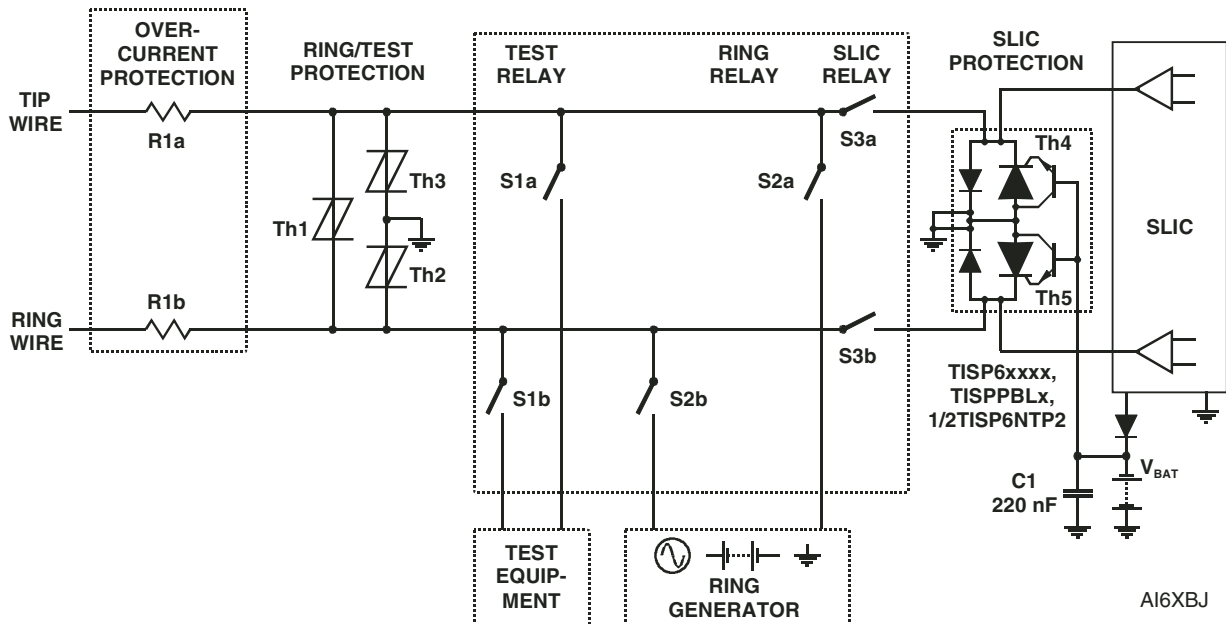 OVER-
CURRENT
PROTECTION
RING/TEST
PROTECTION
TEST
RELAY
RING
RELAY
SLIC
RELAY
SLIC
PROTECTION
TIP
WIRE
R1a
S3a
Th4
Th3
S1a
S2a
Th1
SLIC
Th2
Th5
R1b
RING
WIRE
S3b
S1b
S2b
TISP6xxxx,
TISPPBLx,
1/2TISP6NTP2
C1
220 nF
VBAT
TEST
EQUIP-
MENT
RING
GENERATOR
AI6XBJ